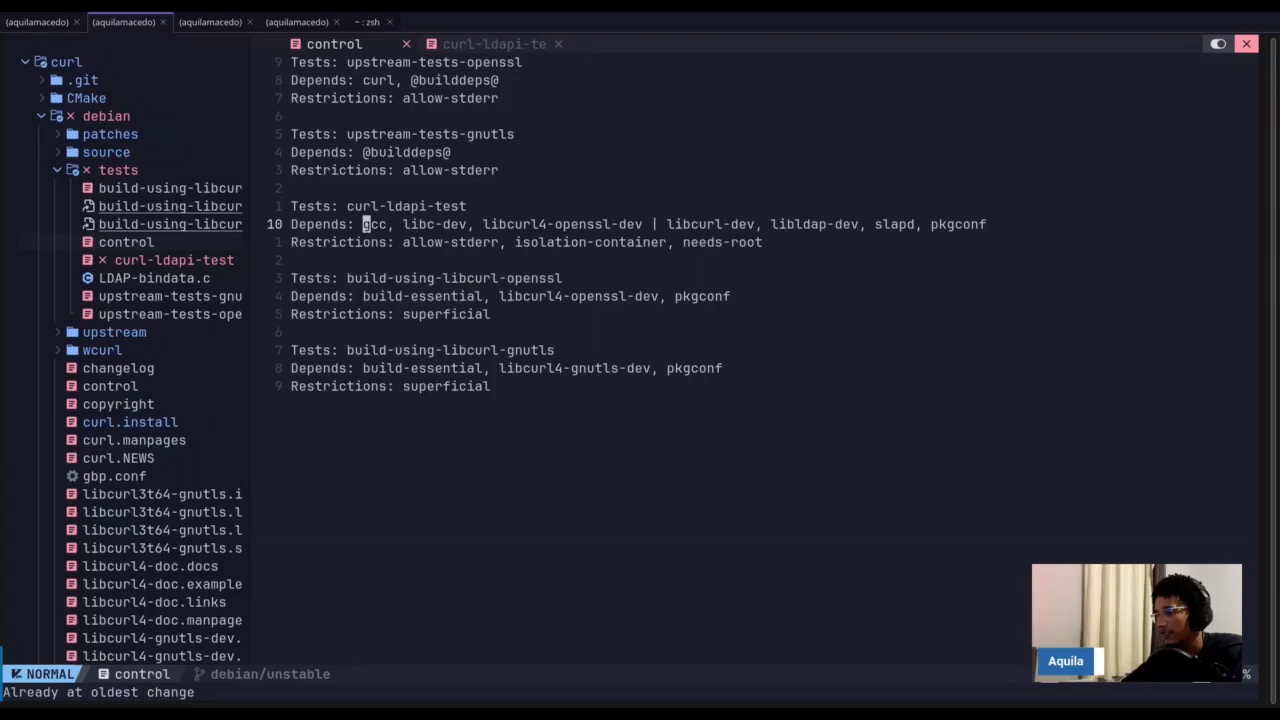 (aquilamacedo) × (aquilamacedo) × (aquilamacedo) × (aquilamacedo) × ~ : zsh ×
control × curl-ldapi-te ×
curl
.git
CMake
× debian
patches
source
× tests
build-using-libcur
build-using-libcur
build-using-libcur
control
× curl-ldapi-test
LDAP-bindata.c
upstream-tests-gnu
upstream-tests-ope
upstream
wcurl
changelog
control
copyright
curl.install
curl.manpages
curl.NEWS
gbp.conf
libcurl3t64-gnutls.i
libcurl3t64-gnutls.l
libcurl3t64-gnutls.l
libcurl3t64-gnutls.s
libcurl4-doc.docs
libcurl4-doc.example
libcurl4-doc.links
libcurl4-doc.manpage
libcurl4-gnutls-dev.
libcurl4-gnutls-dev.
9 Tests: upstream-tests-openssl
8 Depends: curl, @builddeps@
7 Restrictions: allow-stderr
6
5 Tests: upstream-tests-gnutls
4 Depends: @builddeps@
3 Restrictions: allow-stderr
2
1 Tests: curl-ldapi-test
10 Depends: gcc, libc-dev, libcurl4-openssl-dev | libcurl-dev, libldap-dev, slapd, pkgconf
1 Restrictions: allow-stderr, isolation-container, needs-root
2
3 Tests: build-using-libcurl-openssl
4 Depends: build-essential, libcurl4-openssl-dev, pkgconf
5 Restrictions: superficial
6
7 Tests: build-using-libcurl-gnutls
8 Depends: build-essential, libcurl4-gnutls-dev, pkgconf
9 Restrictions: superficial
Aquila
NORMAL control debian/unstable %
Already at oldest change